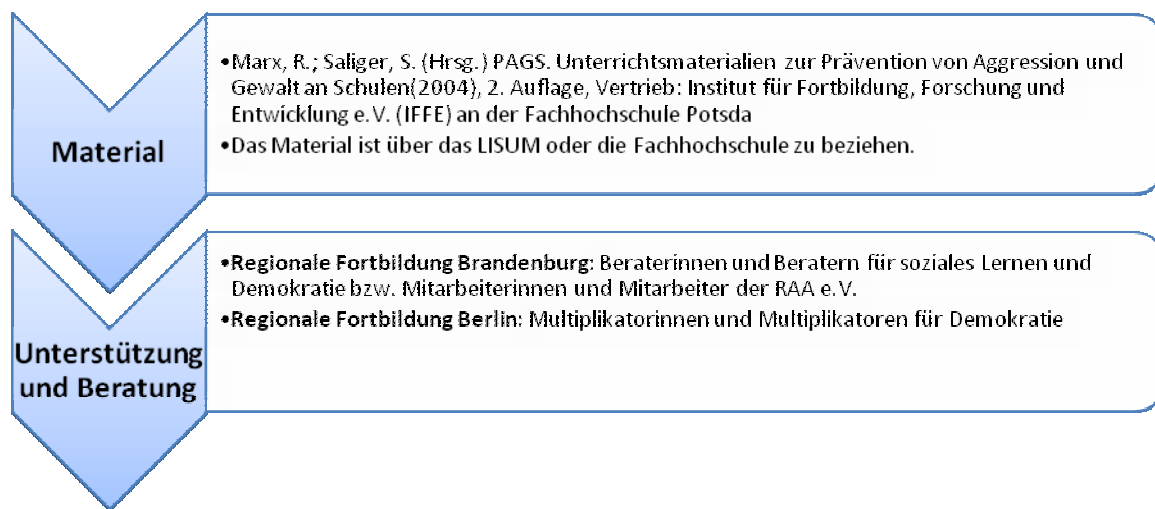 Material
•Marx, R.; Saliger, S. (Hrsg.) PAGS. Unterrichtsmaterialien zur Prävention von Aggression und
Gewalt an Schulen(2004), 2. Auflage, Vertrieb: Institut für Fortbildung, Forschung und
Entwicklung e.V. (IFFE) an der Fachhochschule Potsda
•Das Material ist über das LISUM oder die Fachhochschule zu beziehen.
Unterstützung
und Beratung
•Regionale Fortbildung Brandenburg: Beraterinnen und Beratern für soziales Lernen und
Demokratie bzw. Mitarbeiterinnen und Mitarbeiter der RAA e.V.
•Regionale Fortbildung Berlin: Multiplikatorinnen und Multiplikatoren für Demokratie